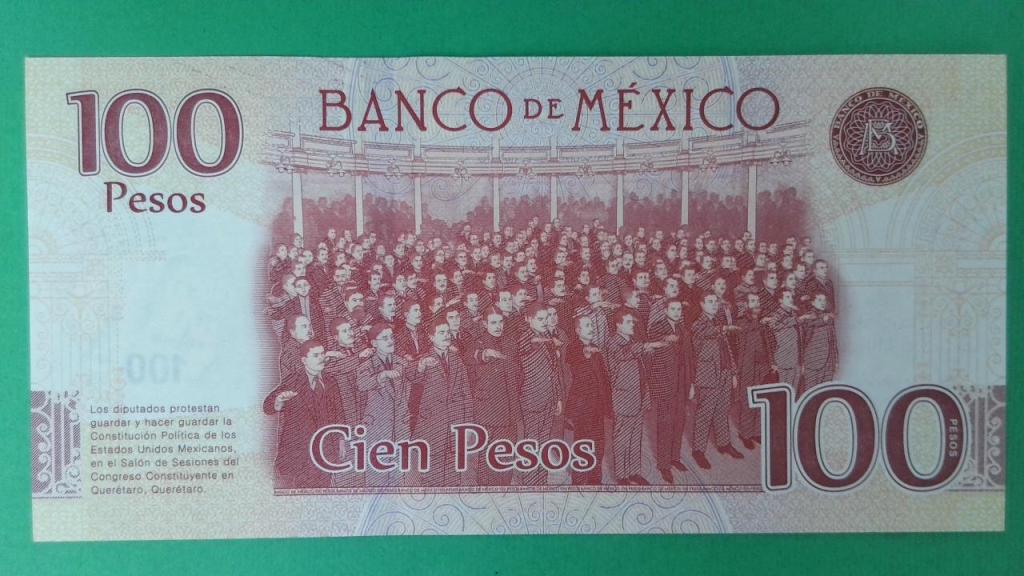 100
Pesos
BANCO DE MÉXICO
BANCO DE MÉXICO
100
Los diputados protestan
guardar y hacer guardar la
Constitución Política de los
Estados Unidos Mexicanos,
en el Salón de Sesiones del
Congreso Constituyente en
Querétaro, Querétaro.
Cien Pesos
100
PESOS